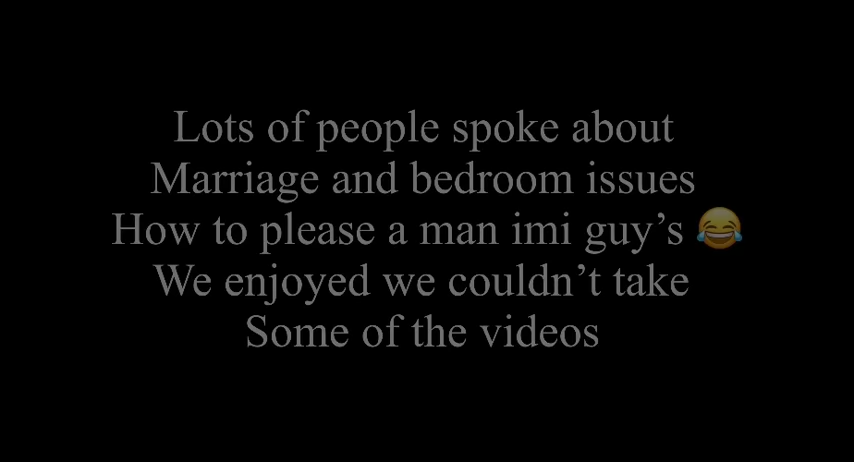 Lots of people spoke about
Marriage and bedroom issues
How to please a man imi guy’s 😂
We enjoyed we couldn’t take
Some of the videos